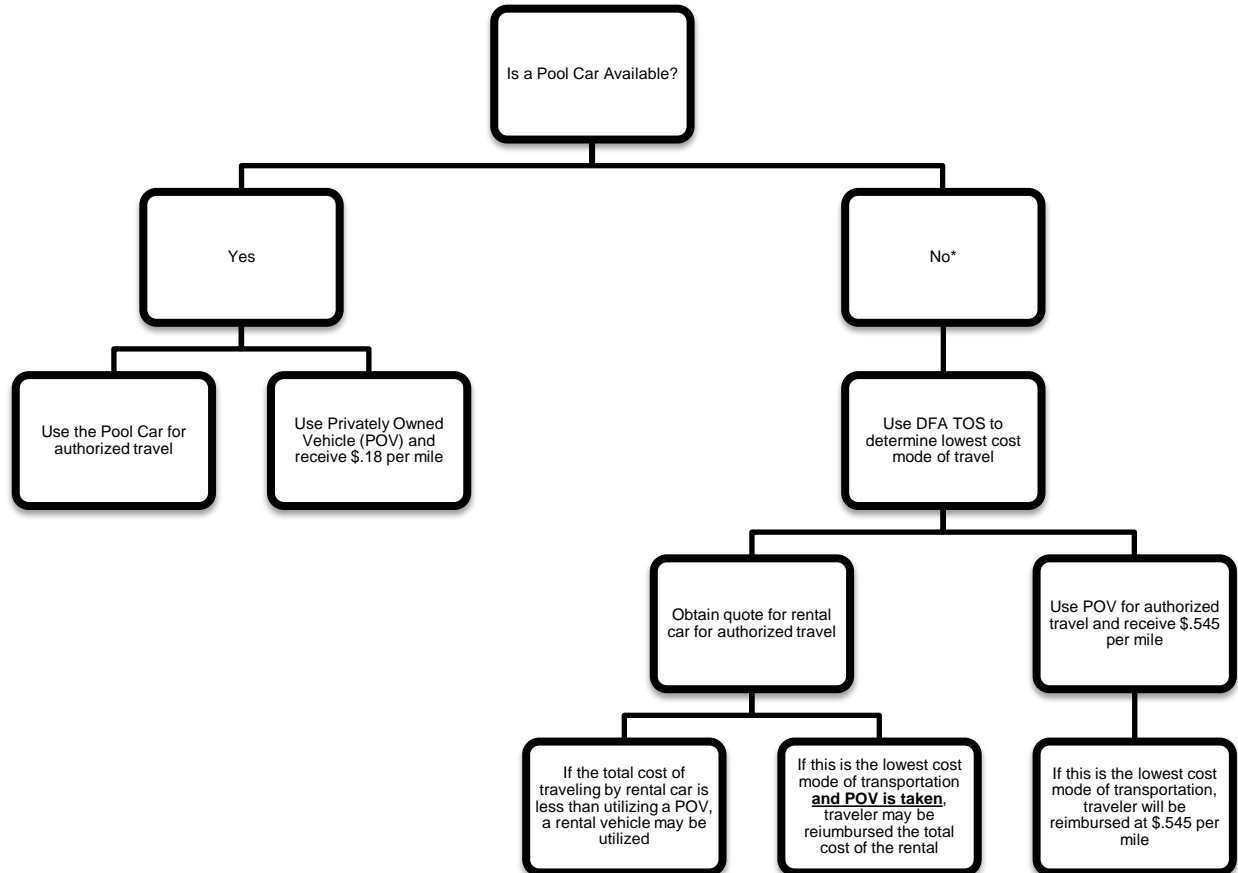 Is a Pool Car Available?
Yes
No*
Use the Pool Car for
authorized travel
Use Privately Owned
Vehicle (POV) and
receive $.18 per mile
Use DFA TOS to
determine lowest cost
mode of travel
Obtain quote for rental
car for authorized travel
Use POV for authorized
travel and receive $.545
per mile
If the total cost of
traveling by rental car is
less than utilizing a POV,
a rental vehicle may be
utilized
If this is the lowest cost
mode of transportation
and POV is taken,
traveler may be
reiumbursed the total
cost of the rental
If this is the lowest cost
mode of transportation,
traveler will be
reimbursed at $.545 per
mile